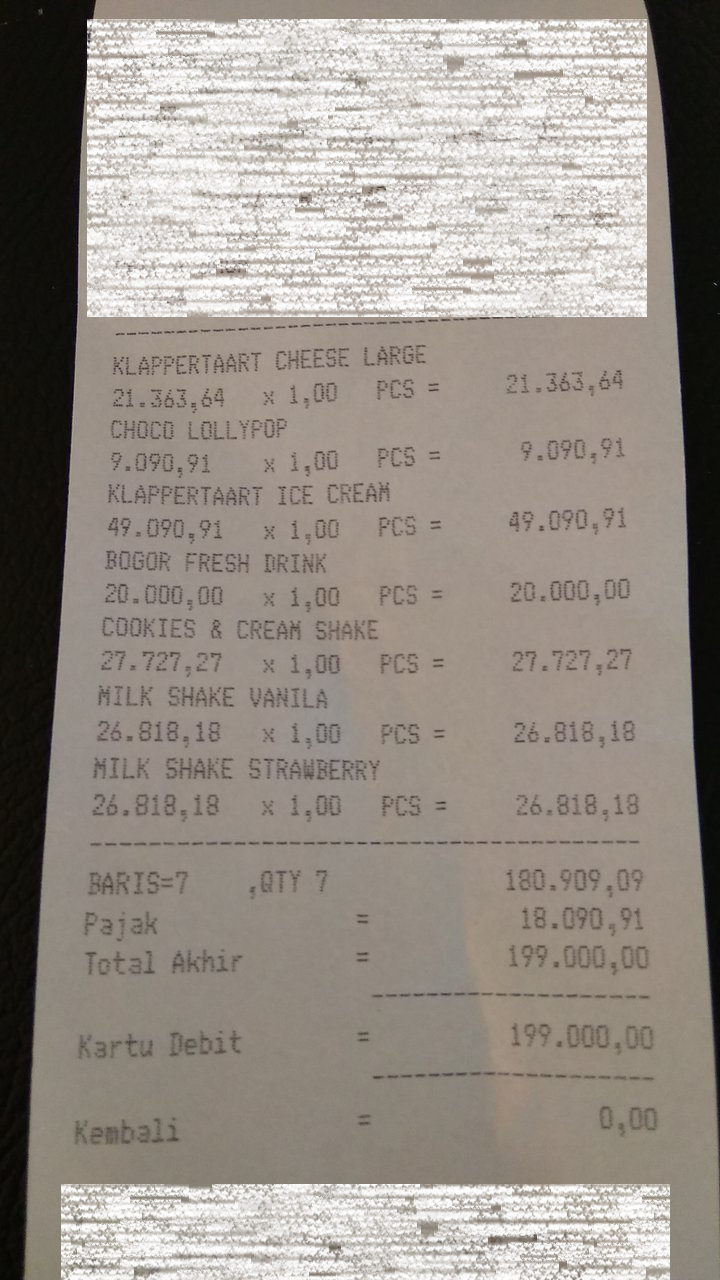 KLAPPERTAART CHEESE LARGE
21.363,64 x 1,00 PCS = 21.363,64
CHOCO LOLLYPOP
9.090,91 x 1,00 PCS = 9.090,91
KLAPPERTAART ICE CREAM
49.090,91 x 1,00 PCS = 49.090,91
BOGOR FRESH DRINK
20.000,00 x 1,00 PCS = 20.000,00
COOKIES & CREAM SHAKE
27.727,27 x 1,00 PCS = 27.727,27
MILK SHAKE VANILA
26.818,18 x 1,00 PCS = 26.818,18
MILK SHAKE STRAWBERRY
26.818,18 x 1,00 PCS = 26.818,18
BARIS=7 ,QTY 7 180.909,09
Pajak = 18.090,91
Total Akhir = 199.000,00
Kartu Debit = 199.000,00
Kembali = 0,00